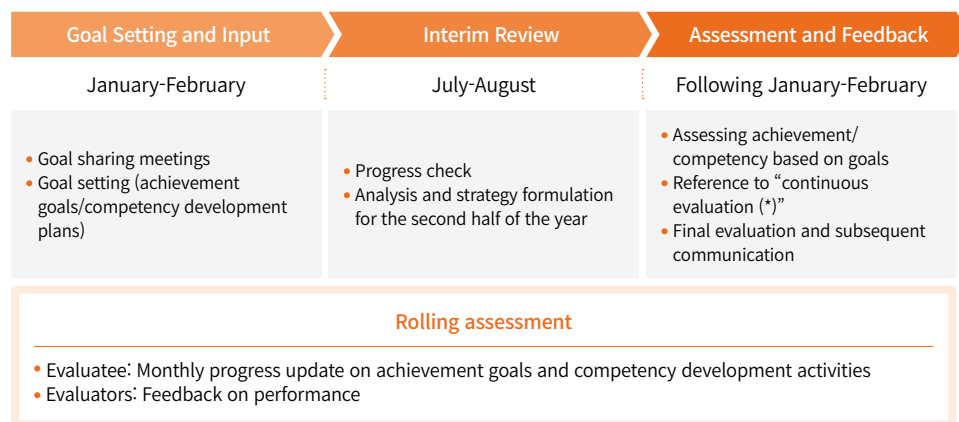 Goal Setting and Input
Interim Review
Assessment and Feedback
January-February
July-August
Following January-February
• Goal sharing meetings
• Goal setting (achievement
goals/competency development
plans)
• Progress check
• Analysis and strategy formulation
for the second half of the year
• Assessing achievement/
competency based on goals
• Reference to “continuous
evaluation (*)”
• Final evaluation and subsequent
communication
Rolling assessment
• Evaluatee: Monthly progress update on achievement goals and competency development activities
• Evaluators: Feedback on performance